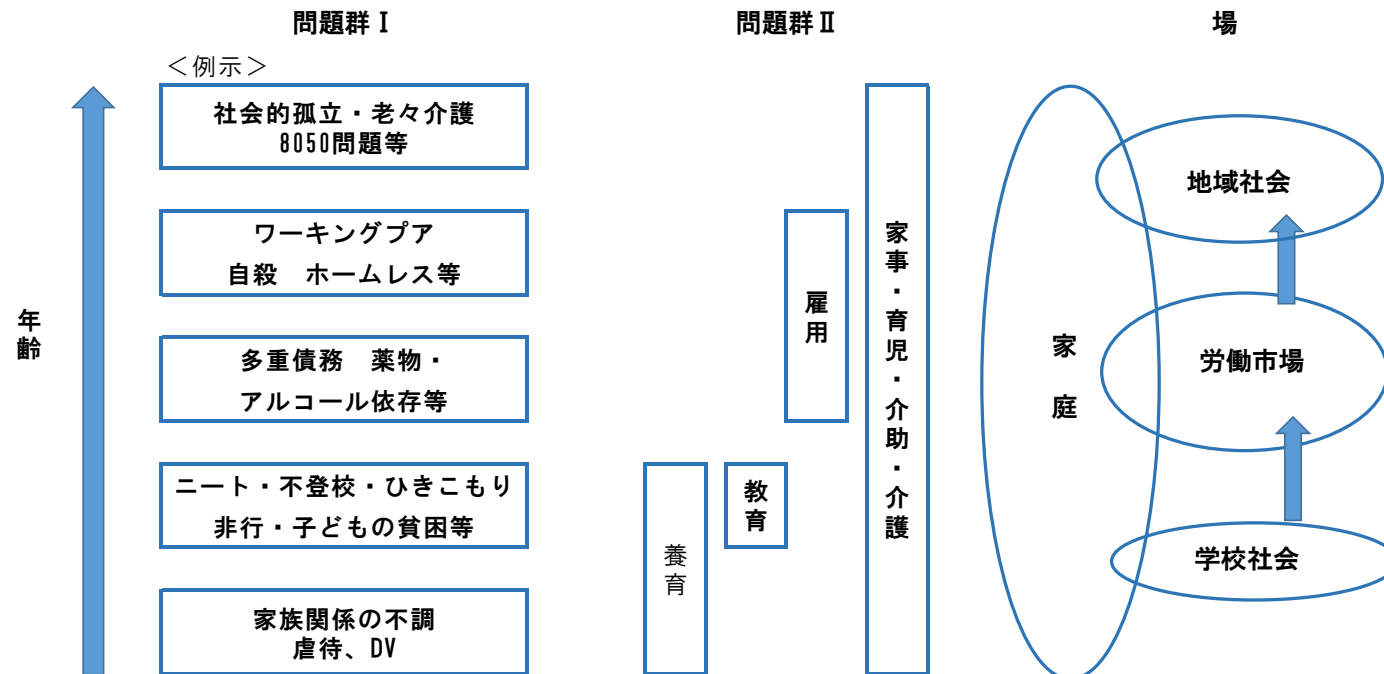 問題群Ⅰ
問題群Ⅱ
場
＜例示＞
社会的孤立・老々介護
8050問題等
ワーキングプア
自殺　ホームレス等
多重債務　薬物・
アルコール依存等
ニート・不登校・ひきこもり
非行・子どもの貧困等
家族関係の不調
虐待、DV
年齢
養育
教育
雇用
家事・育児・介助・介護
家庭
地域社会
労働市場
学校社会